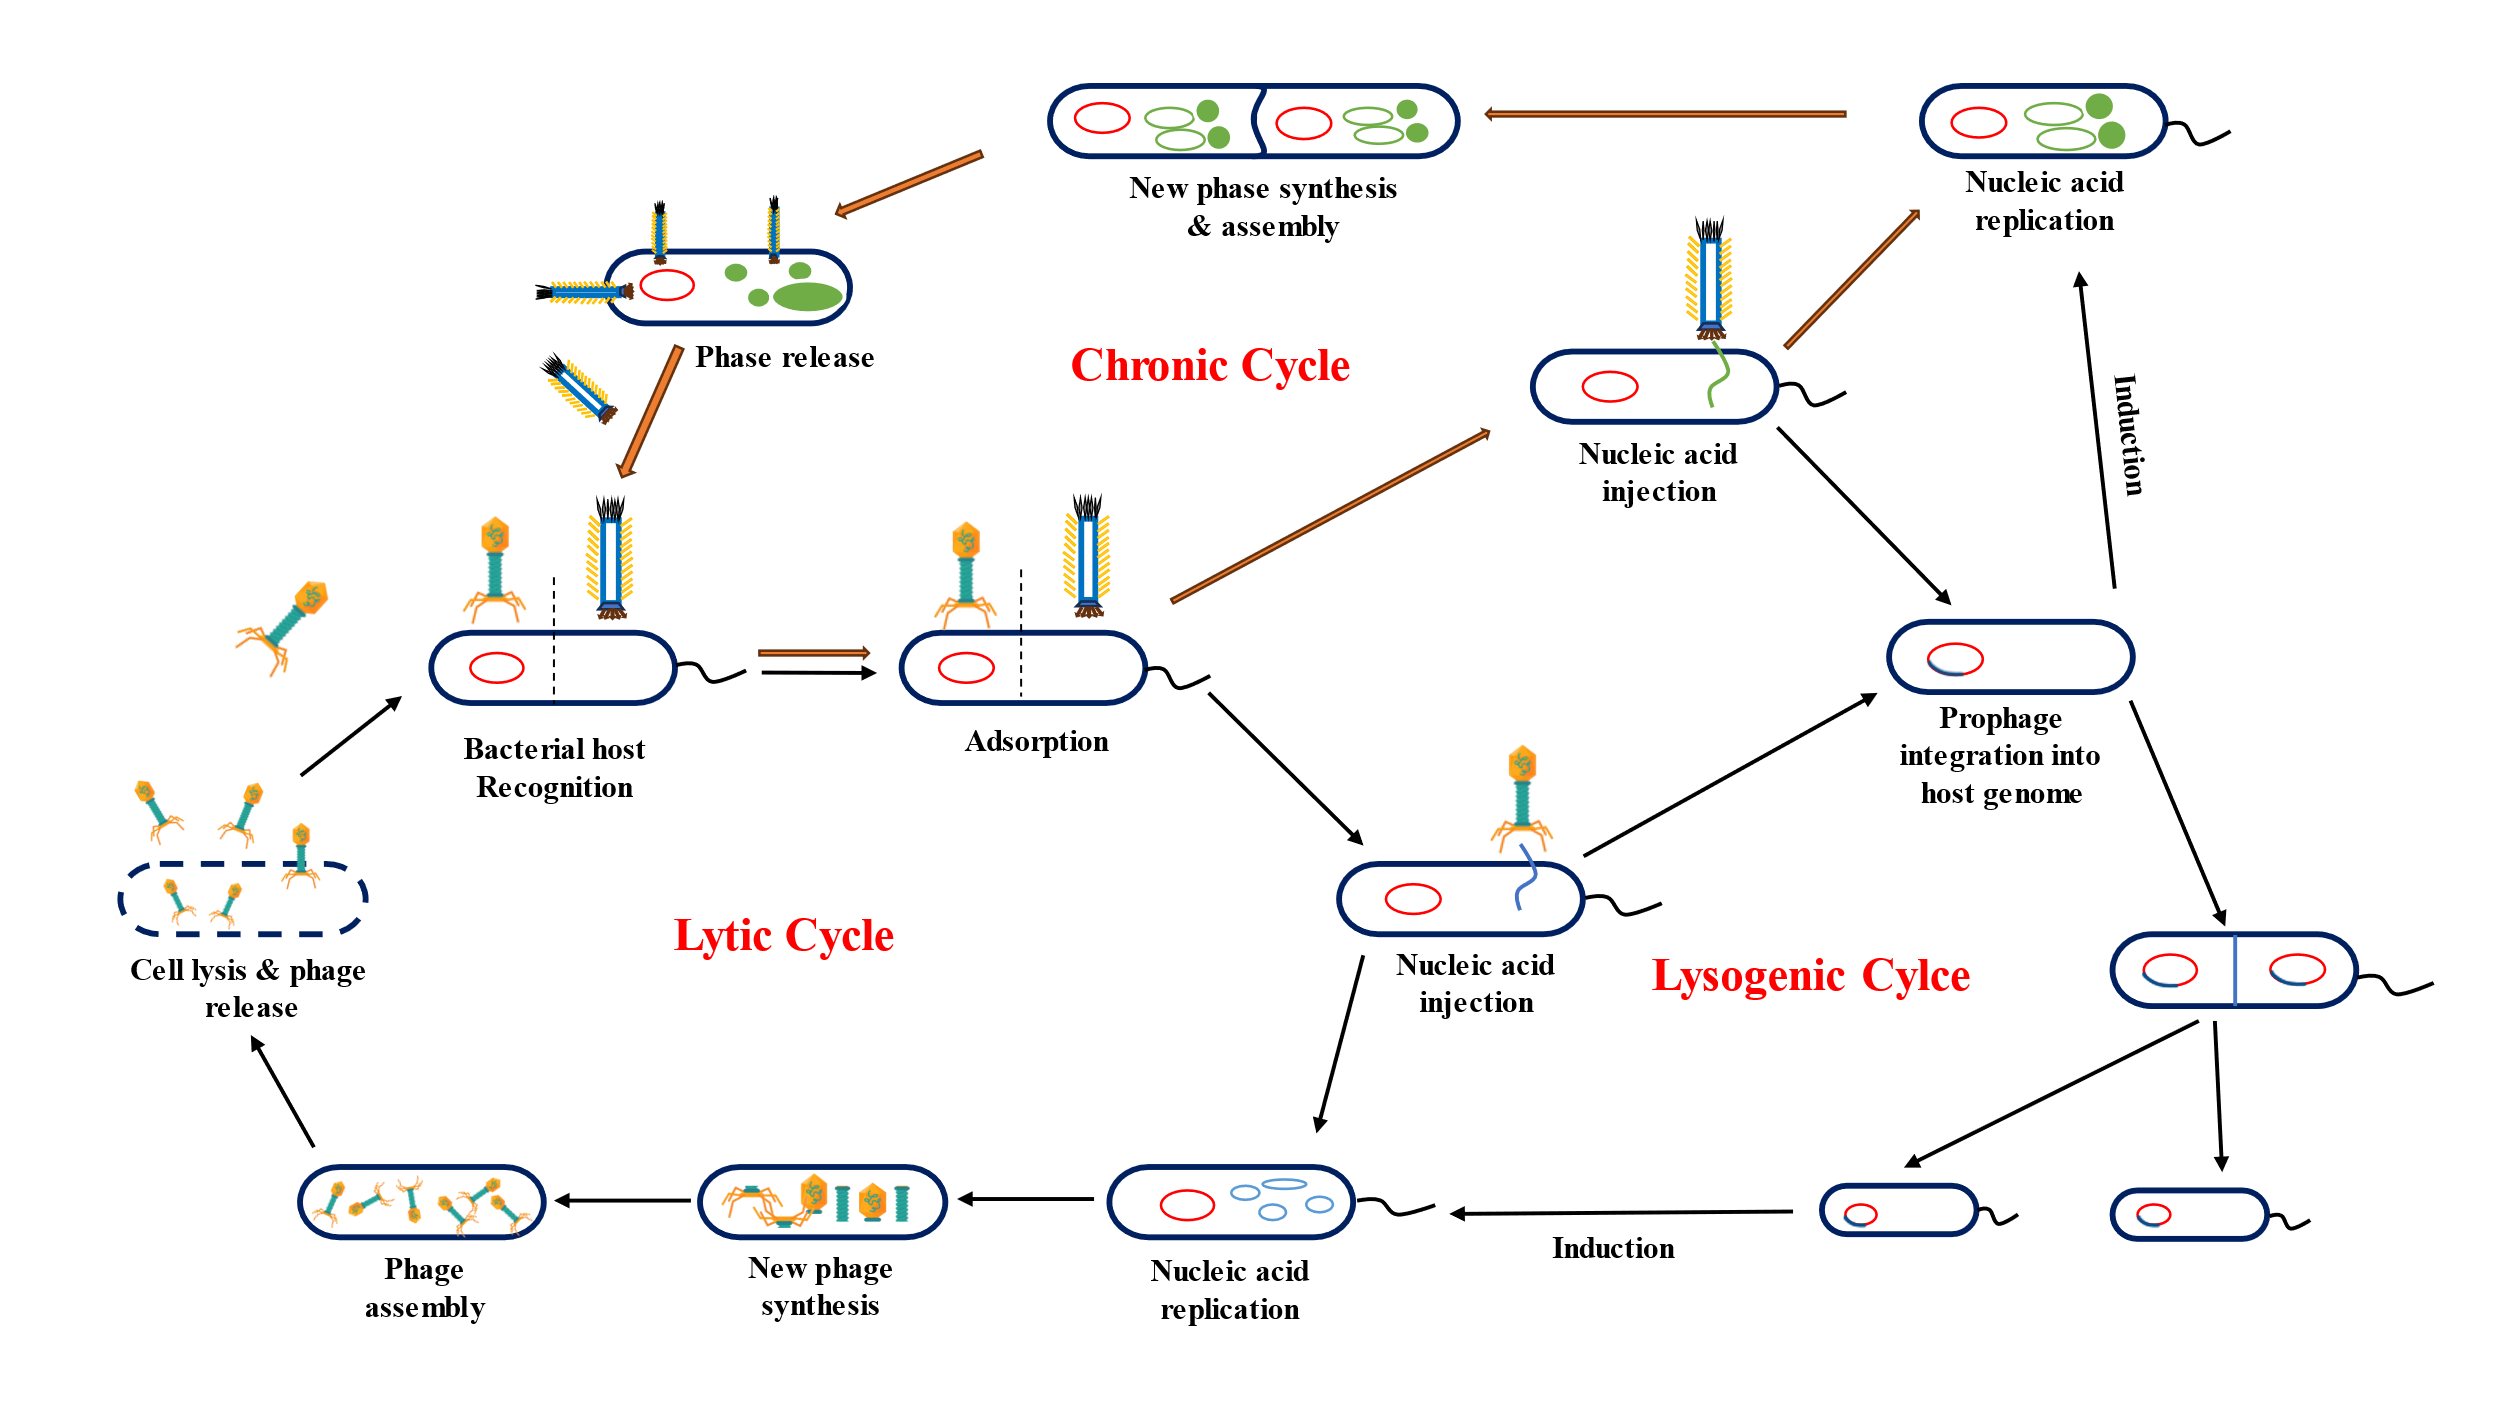 New phase synthesis
& assembly
Nucleic acid
replication
Phase release
Chronic Cycle
Nucleic acid
injection
Induction
Bacterial host
Recognition
Adsorption
Prophage
integration into
host genome
Cell lysis & phage
release
Lytic Cycle
Nucleic acid
injection
Lysogenic Cylce
Phage
assembly
New phage
synthesis
Nucleic acid
replication
Induction